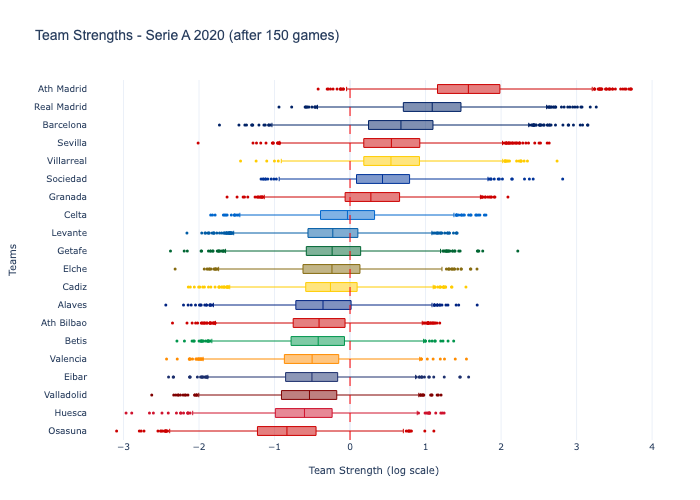 Team Strengths - Serie A 2020 (after 150 games)
Ath Madrid
Real Madrid
Barcelona
Sevilla
Villarreal
Sociedad
Granada
Celta
Levante
Getafe
Elche
Cadiz
Alaves
Ath Bilbao
Betis
Valencia
Eibar
Valladolid
Huesca
Osasuna
Teams
−3 −2 −1 0 1 2 3 4
Team Strength (log scale)